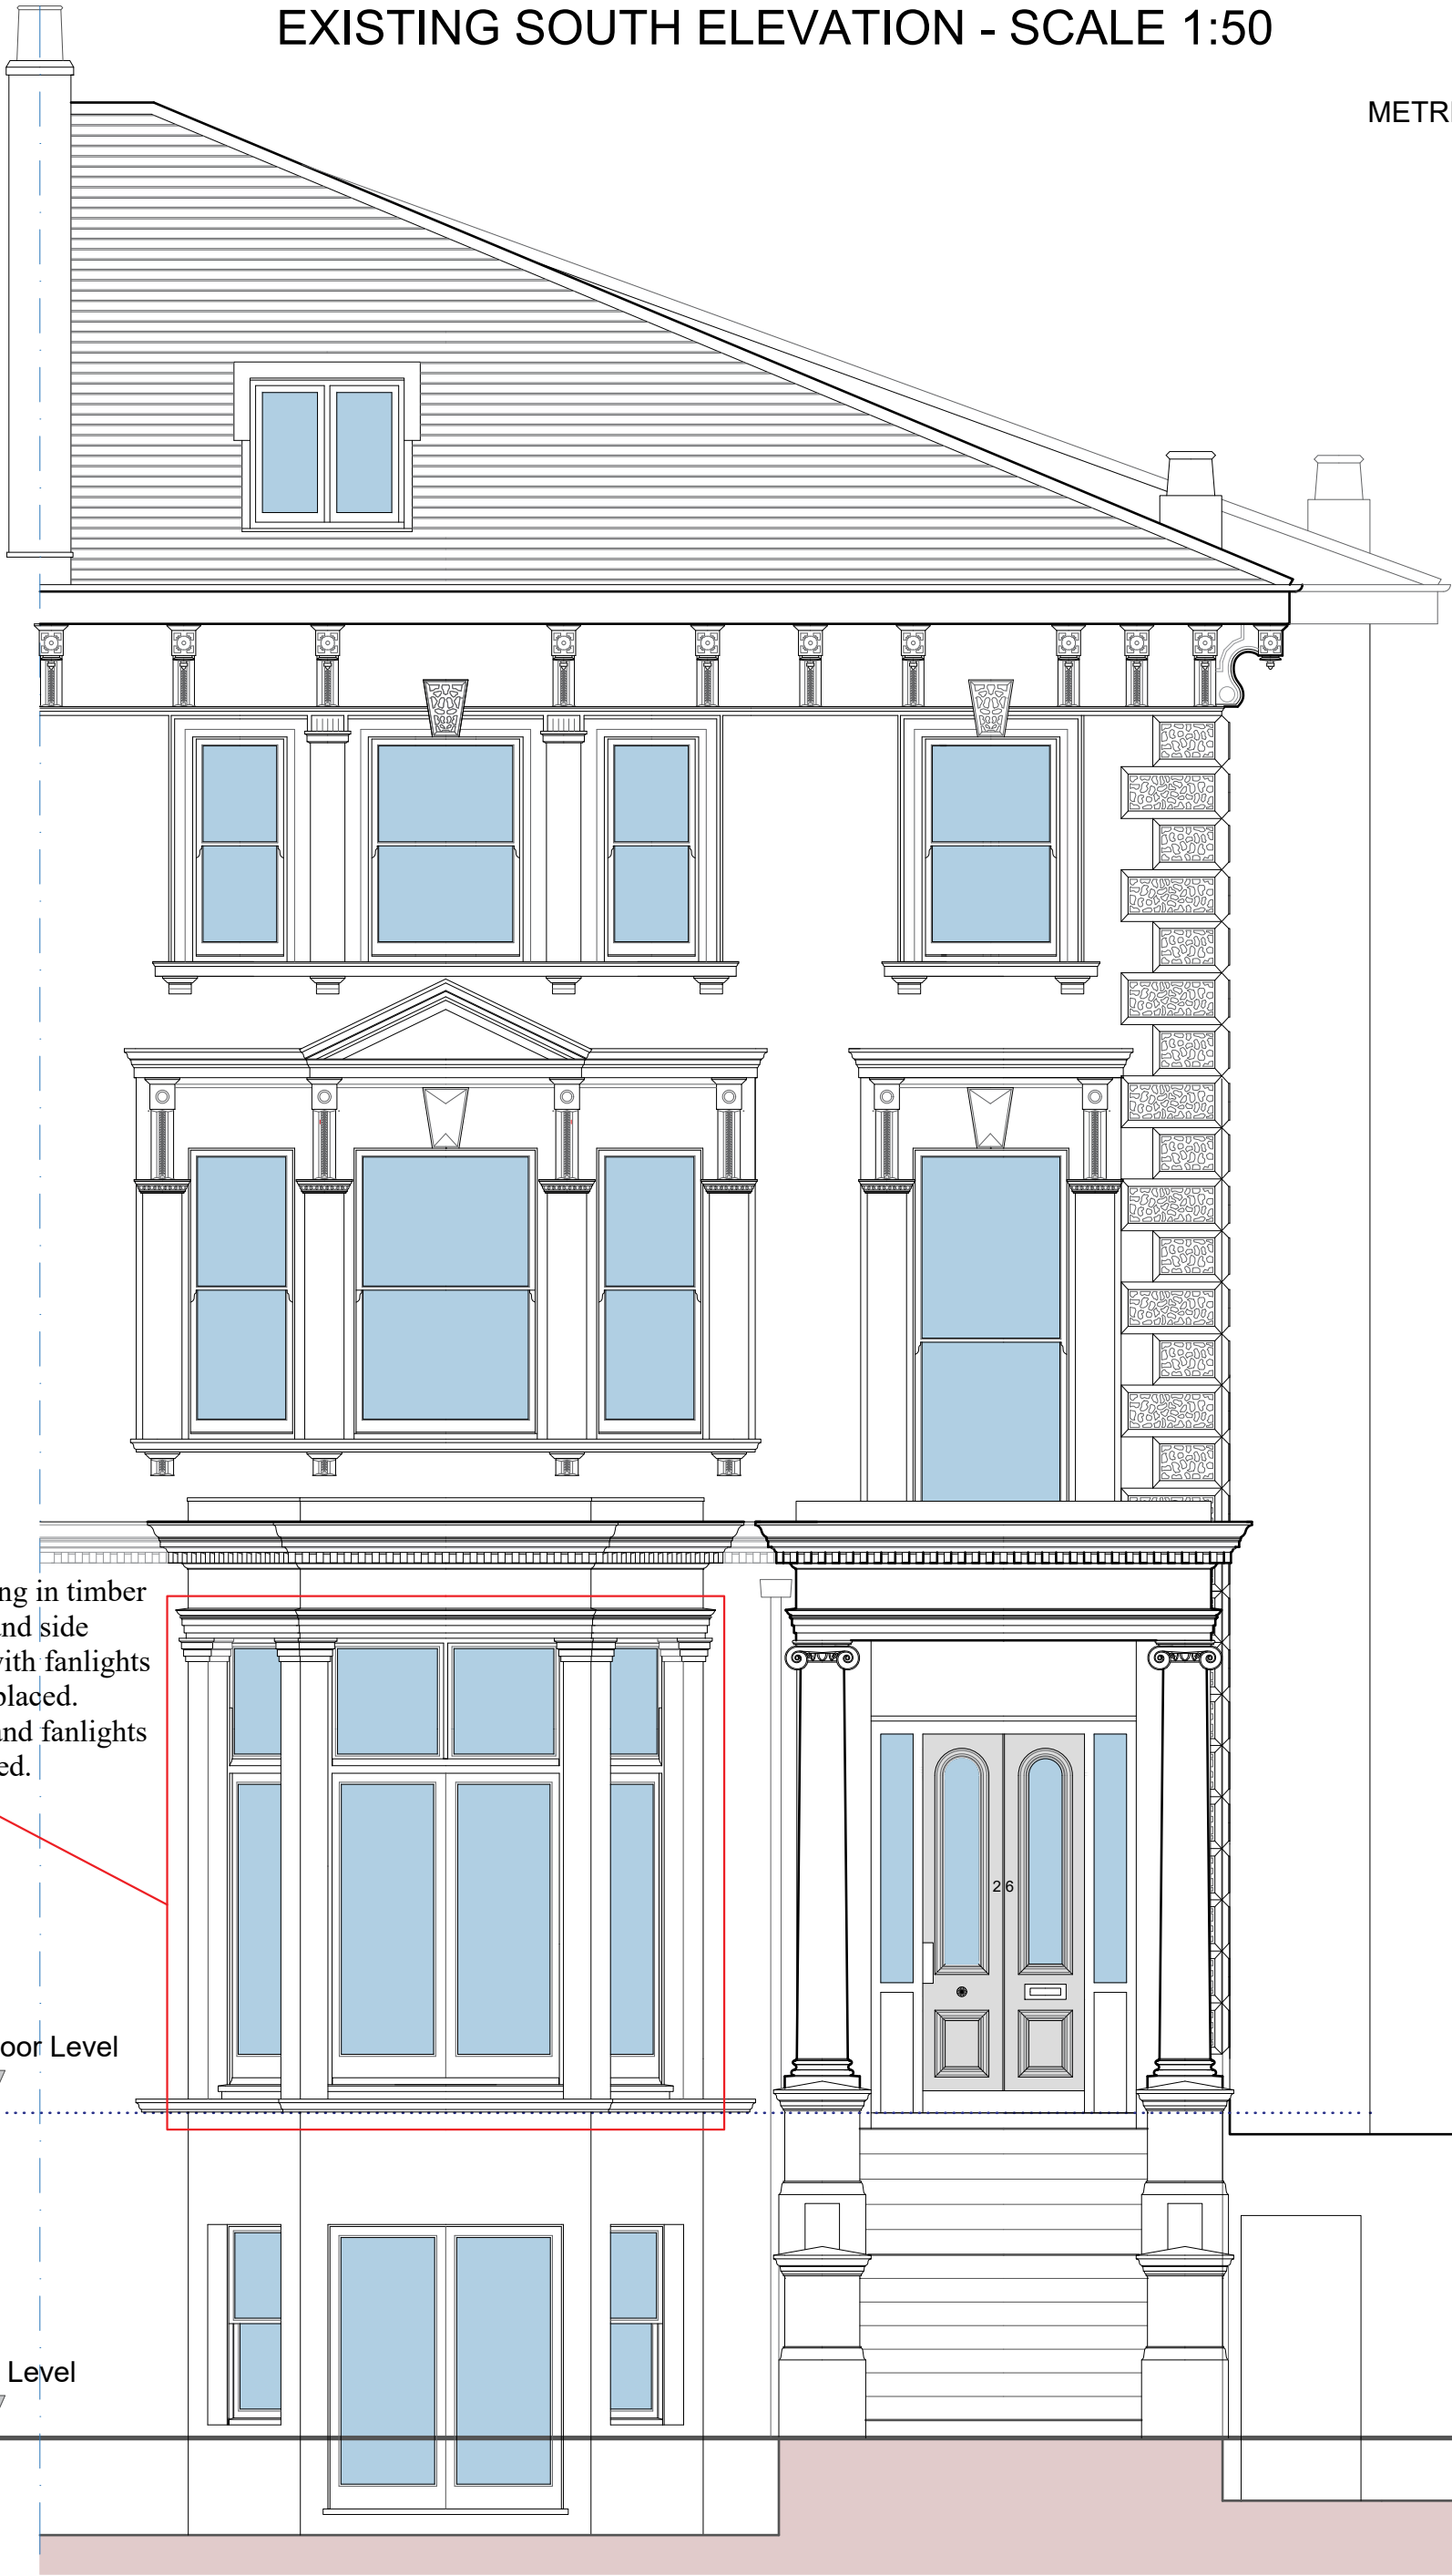 EXISTING SOUTH ELEVATION - SCALE 1:50
METR
ng in timber
nd side
with fanlights
placed.
and fanlights
ed.
26
oor Level
Level